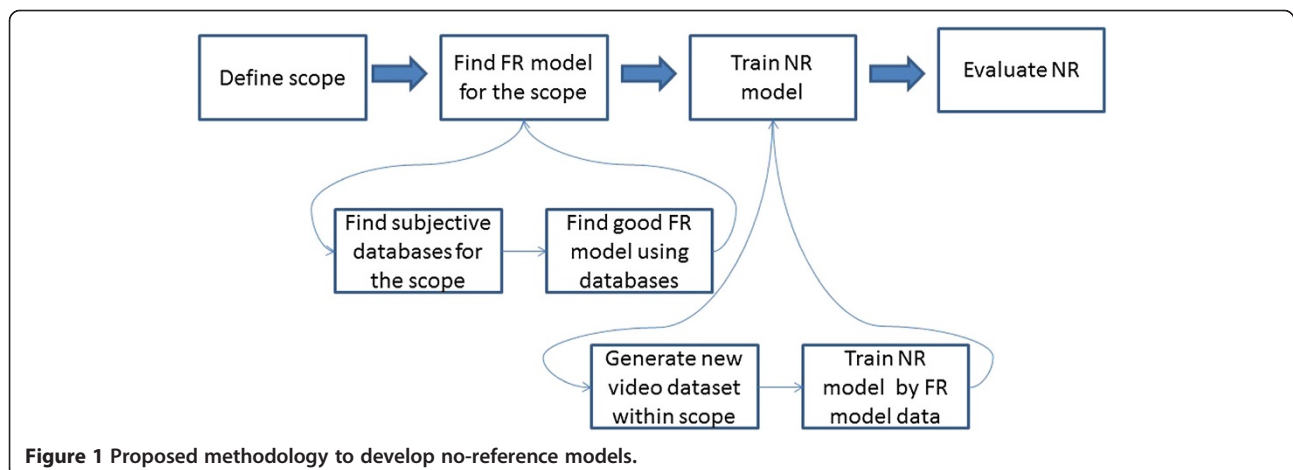 Define scope
Find FR model
for the scope
Train NR
model
Evaluate NR
Find subjective
databases for
the scope
Find good FR
model using
databases
Generate new
video dataset
within scope
Train NR
model by FR
model data
Figure 1 Proposed methodology to develop no-reference models.